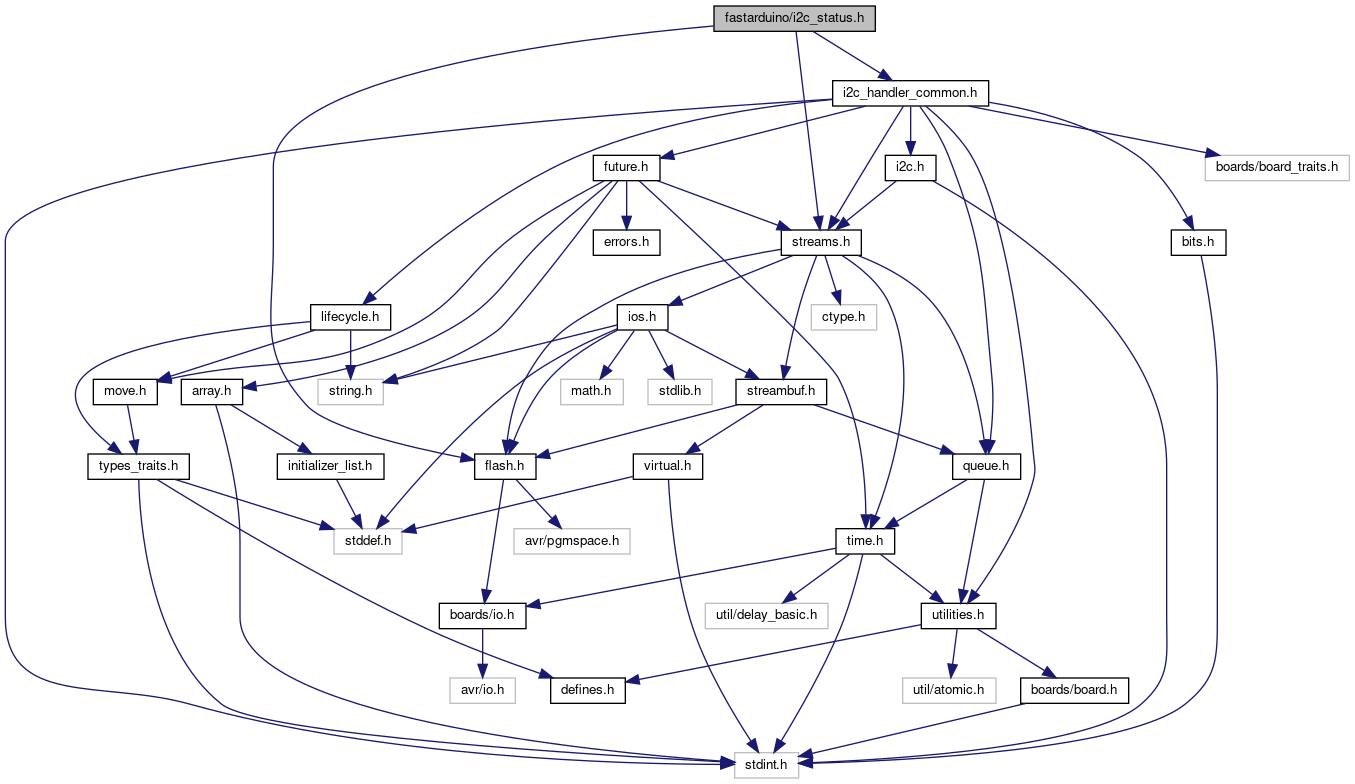 fastarduino/i2c_status.h
i2c_handler_common.h
future.h
i2c.h
boards/board_traits.h
errors.h
streams.h
bits.h
lifecycle.h
ios.h
ctype.h
move.h
array.h
string.h
math.h
stdlib.h
streambuf.h
types_traits.h
initializer_list.h
flash.h
virtual.h
queue.h
stddef.h
avr/pgmspace.h
time.h
boards/io.h
util/delay_basic.h
utilities.h
avr/io.h
defines.h
util/atomic.h
boards/board.h
stdint.h